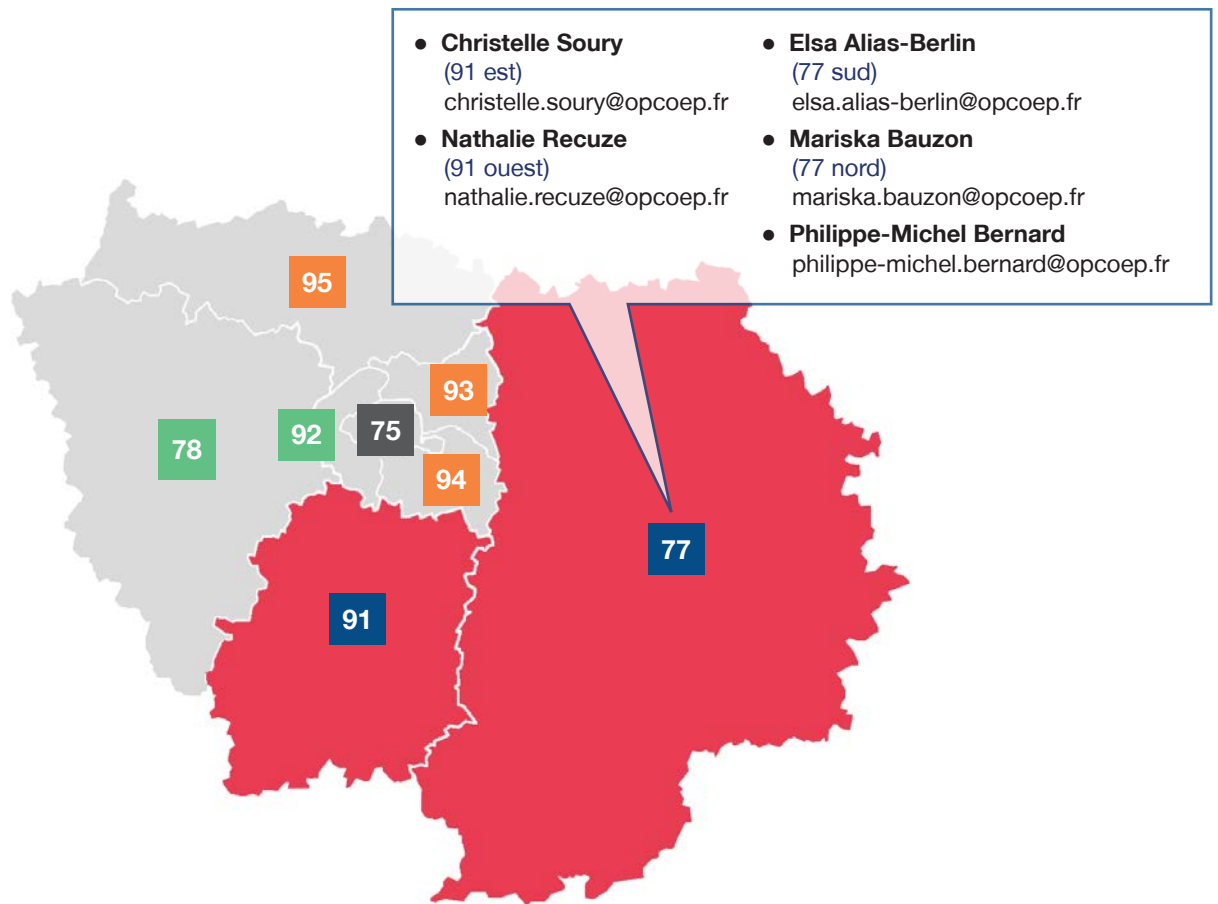 ● Christelle Soury
(91 est)
christelle.soury@opcoep.fr
● Nathalie Recuze
(91 ouest)
nathalie.recuze@opcoep.fr
● Elsa Alias-Berlin
(77 sud)
elsa.alias-berlin@opcoep.fr
● Mariska Bauzon
(77 nord)
mariska.bauzon@opcoep.fr
● Philippe-Michel Bernard
philippe-michel.bernard@opcoep.fr
95
93
78
92
75
94
77
91